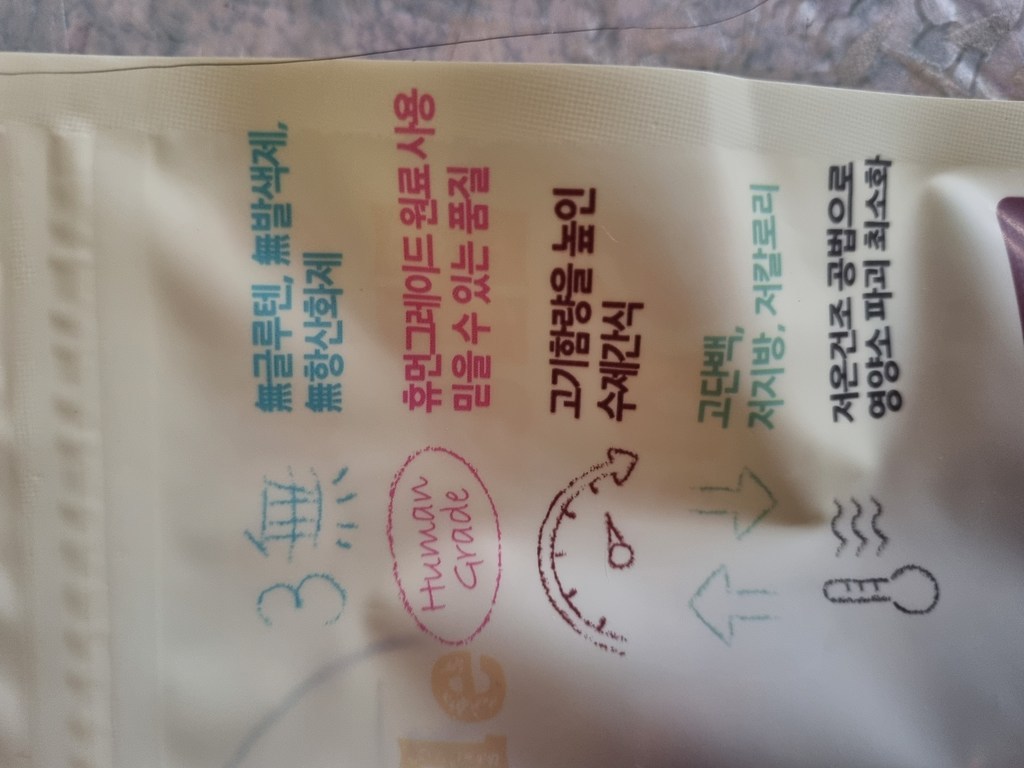 3無
無글루텐, 無발색제,
無항산화제
Human
Grade
휴먼그레이드 원료 사용
믿을 수 있는 품질
고기함량을 높인
수제간식
고단백,
저지방, 저칼로리
저온건조 공법으로
영양소 파괴 최소화
le